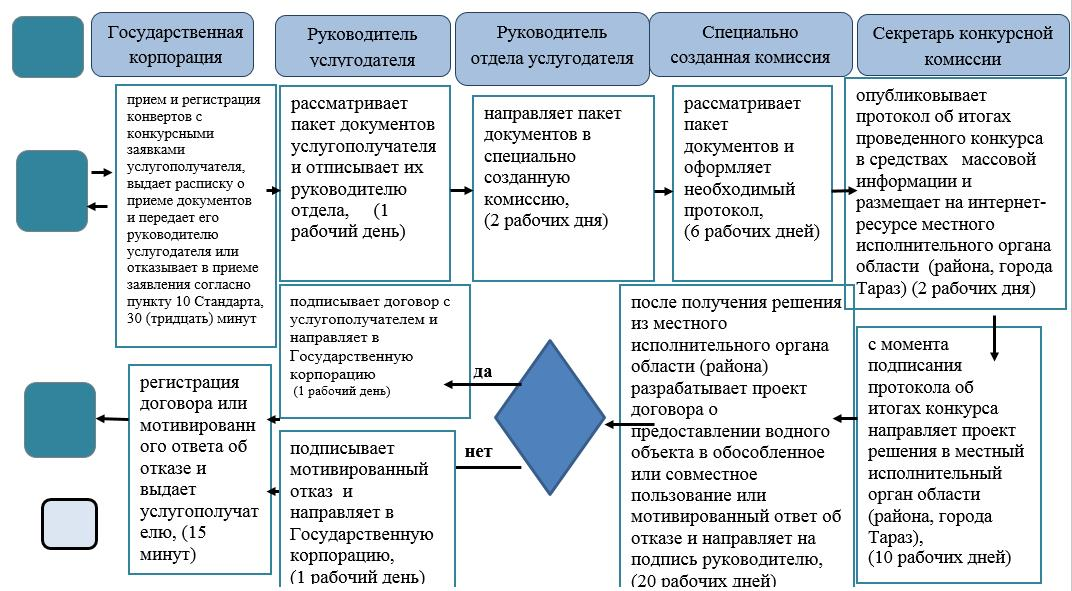 Государственная
корпорация
Руководитель
услугодателя
Руководитель
отдела услугодателя
Специально
созданная комиссия
Секретарь конкурсной
комиссии
прием и регистрация
конвертов с
конкурсными
заявками
услугополучателя,
выдает расписку о
приеме документов
и передает его
руководителю
услугодателя или
отказывает в приеме
заявления согласно
пункту 10 Стандарта,
30 (тридцать) минут
рассматривает
пакет документов
услугополучателя
и отписывает их
руководителю
отдела, (1
рабочий день)
направляет пакет
документов в
специально
созданную
комиссию,
(2 рабочих дня)
рассматривает
пакет
документов и
оформляет
необходимый
протокол,
(6 рабочих дней)
опубликовывает
протокол об итогах
проведенного конкурса
в средствах массовой
информации и
размещает на интернет-
ресурсе местного
исполнительного органа
области (района, города
Тараз) (2 рабочих дня)
с момента
подписания
протокола об
итогах конкурса
направляет проект
решения в местный
исполнительный
орган области
(района, города
Тараз),
(10 рабочих дней)
после получения решения
из местного
исполнительного органа
области (района)
разрабатывает проект
договора о
предоставлении водного
объекта в обособленное
или совместное
пользование или
мотивированный ответ об
отказе и направляет на
подпись руководителю,
(20 рабочих дней)
да
нет
подписывает договор с
услугополучателем и
направляет в
Государственную
корпорацию
(1 рабочий день)
подписывает
мотивированный
отказ и
направляет в
Государственную
корпорацию,
(1 рабочий день)
регистрация
договора или
мотивированн
ого ответа об
отказе и
выдает
услугополучат
елю, (15
минут)